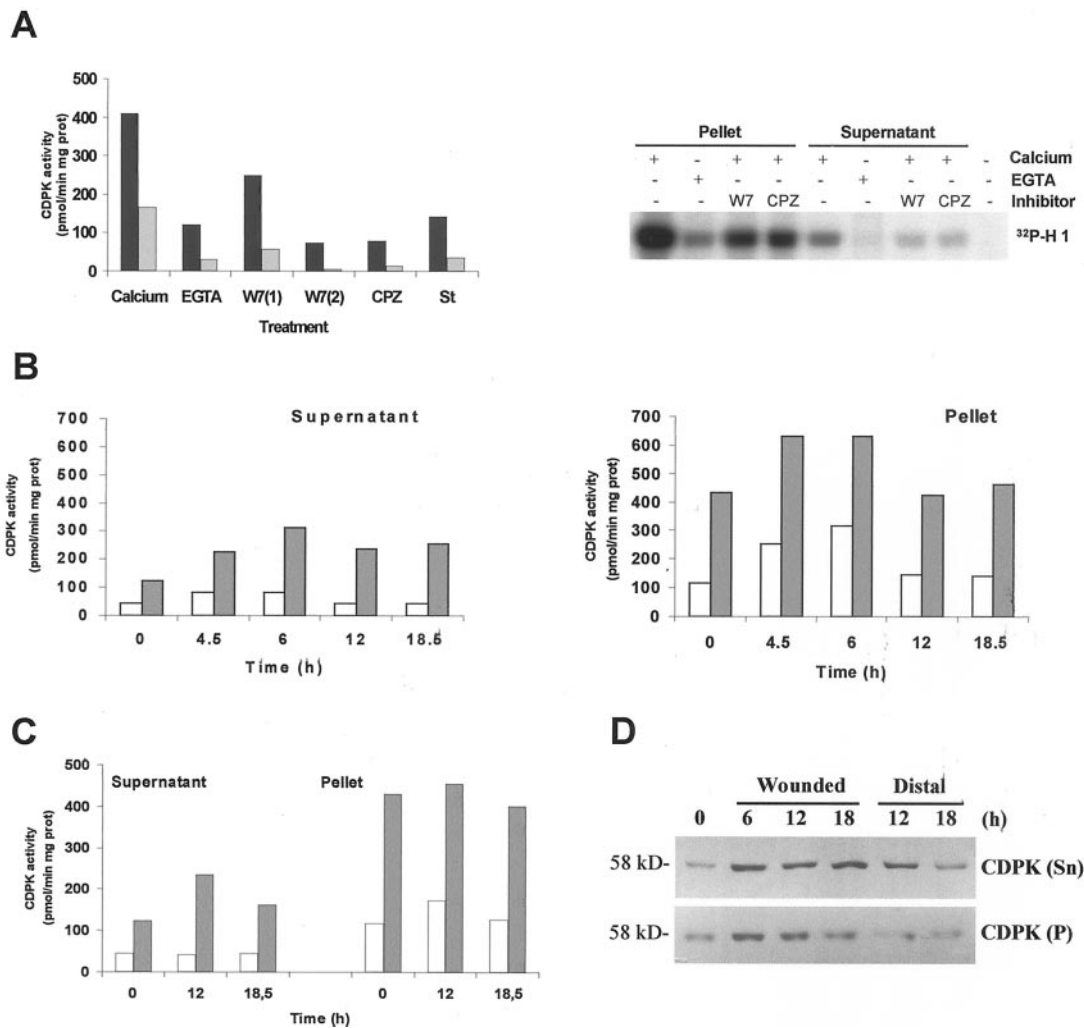 A
500
400
300
200
100
0
CDPK activity
(pmol/min mg prot)
Calcium EGTA W7(1) W7(2) CPZ St
Treatment
Pellet Supernatant
+ - + + + - + + - Calcium
- + - - - + - - - EGTA
- - W7 CPZ - - W7 CPZ - Inhibitor
32P-H 1
B
Supernatant
700
600
500
400
300
200
100
0
CDPK activity
(pmol/min mg prot)
0 4.5 6 12 18.5
Time (h)
Pellet
700
600
500
400
300
200
100
0
CDPK activity
(pmol/min mg prot)
0 4.5 6 12 18.5
Time (h)
C
500
400
300
200
100
0
CDPK activity
(pmol/min mg prot)
Supernatant Pellet
0 12 18,5 0 12 18,5
Time (h)
D
Wounded Distal
0 6 12 18 12 18 (h)
58 kD- CDPK (Sn)
58 kD- CDPK (P)